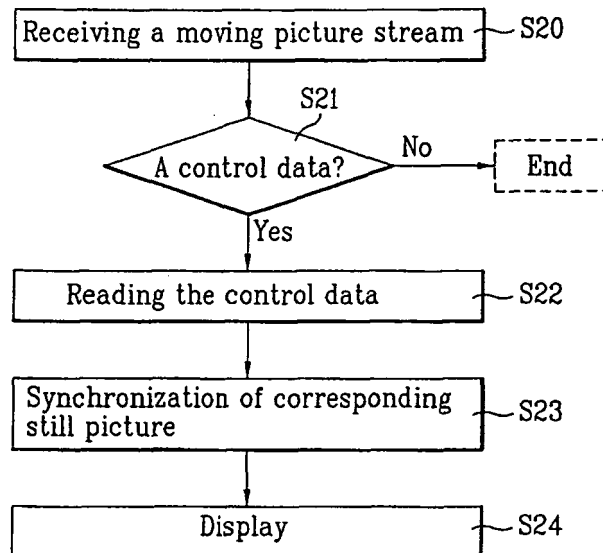 Receiving a moving picture stream
S20
S21
A control data?
No
End
Yes
Reading the control data
S22
Synchronization of corresponding
still picture
S23
Display
S24